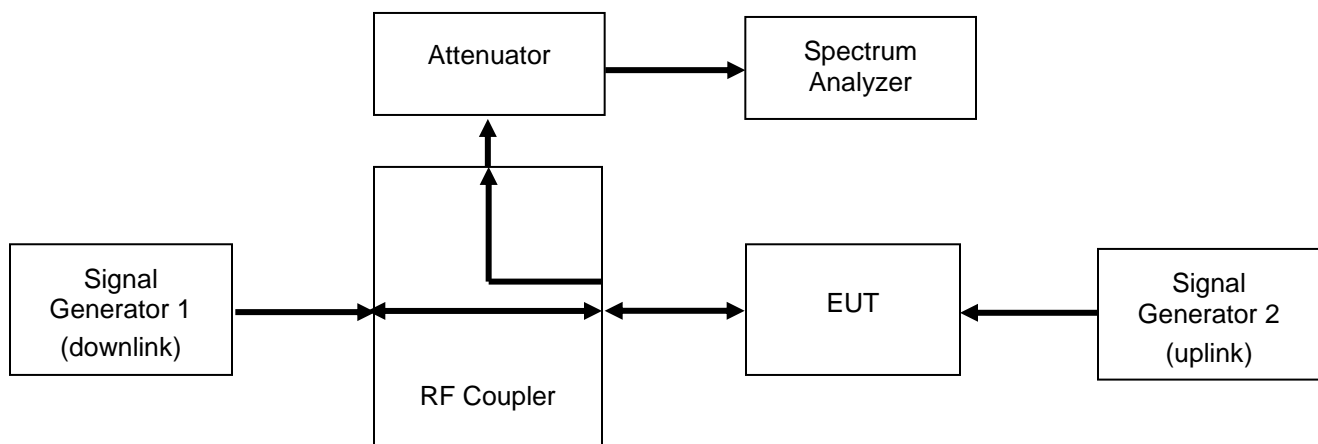 Attenuator
Spectrum
Analyzer
Signal
Generator 1
(downlink)
RF Coupler
EUT
Signal
Generator 2
(uplink)